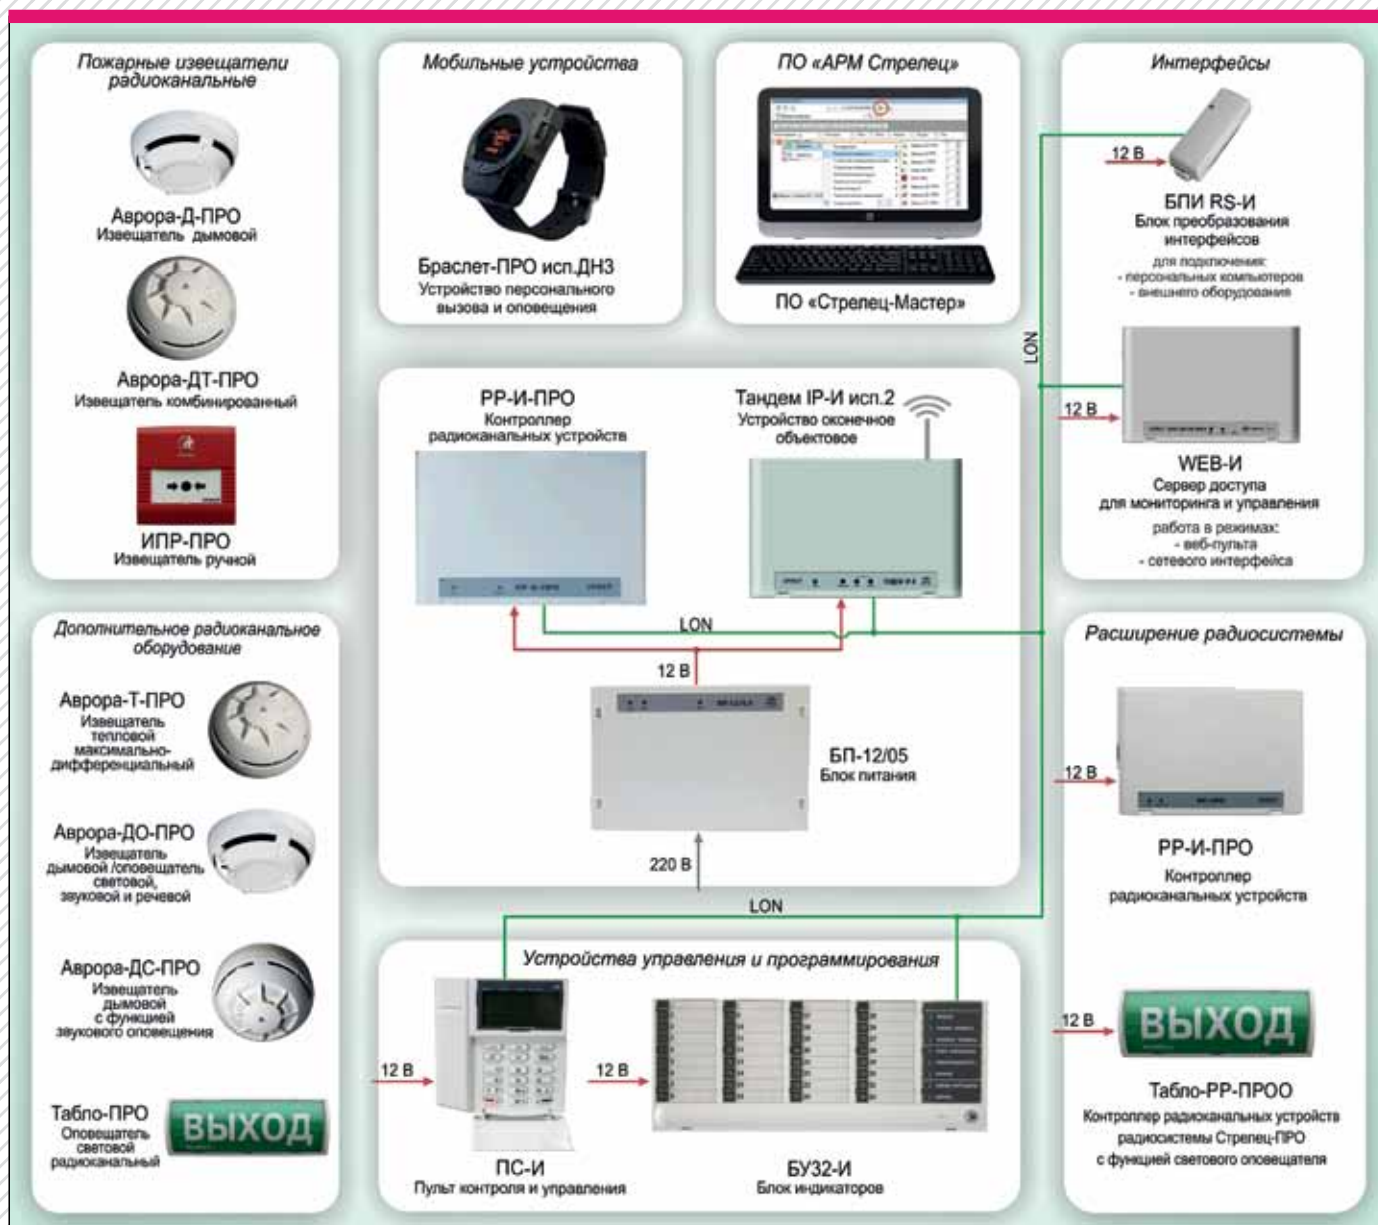 Пожарные извещатели
радиоканальные
Аврора-Д-ПРО
Извещатель дымовой
Аврора-ДТ-ПРО
Извещатель комбинированный
ИПР-ПРО
Извещатель ручной
Мобильные устройства
Браслет-ПРО исп.ДН3
Устройство персонального
вызова и оповещения
ПО «АРМ Стрелец»
ПО «Стрелец-Мастер»
Интерфейсы
12 В
БПИ RS-И
Блок преобразования
интерфейсов
для подключения:
- персональных компьютеров
- внешнего оборудования
LON
12 В
WEB-И
Сервер доступа
для мониторинга и управления
работа в режимах:
- веб-пульта
- сетевого интерфейса
РР-И-ПРО
Контроллер
радиоканальных устройств
РР-И-ПРО
Тандем IP-И исп.2
Устройство оконечное
объектовое
LON
12 В
БП-12/05
Блок питания
220 В
LON
Дополнительное радиоканальное
оборудование
Аврора-Т-ПРО
Извещатель
тепловой
максимально-
дифференциальный
Аврора-ДО-ПРО
Извещатель
дымовой /оповещатель
световой,
звуковой и речевой
Аврора-ДС-ПРО
Извещатель
дымовой
с функцией
звукового оповещения
Табло-ПРО
Оповещатель
световой
радиоканальный
ВЫХОД
Устройства управления и программирования
12 В
ПС-И
Пульт контроля и управления
12 В
БУ32-И
Блок индикаторов
Расширение радиосистемы
12 В
РР-И-ПРО
Контроллер
радиоканальных устройств
12 В
ВЫХОД
Табло-РР-ПРОО
Контроллер радиоканальных устройств
радиосистемы Стрелец-ПРО
с функцией светового оповещателя